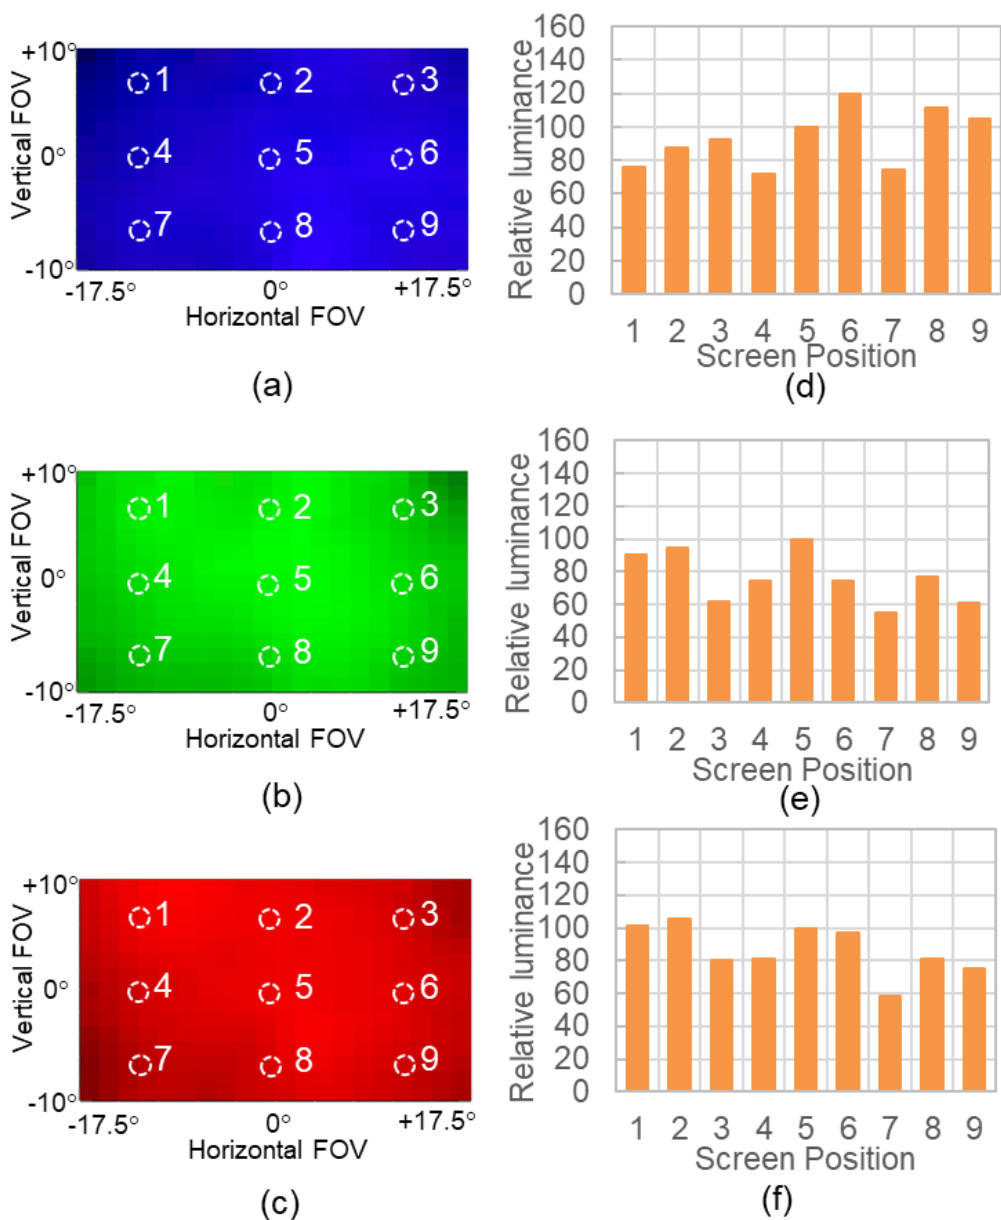 +10°
Vertical FOV
0°
-10°
1 2 3
4 5 6
7 8 9
-17.5° 0° +17.5°
Horizontal FOV
(a)
160
140
120
100
80
60
40
20
0
Relative luminance
1 2 3 4 5 6 7 8 9
Screen Position
(d)
+10°
Vertical FOV
0°
-10°
1 2 3
4 5 6
7 8 9
-17.5° 0° +17.5°
Horizontal FOV
(b)
160
140
120
100
80
60
40
20
0
Relative luminance
1 2 3 4 5 6 7 8 9
Screen Position
(e)
+10°
Vertical FOV
0°
-10°
1 2 3
4 5 6
7 8 9
-17.5° 0° +17.5°
Horizontal FOV
(c)
160
140
120
100
80
60
40
20
0
Relative luminance
1 2 3 4 5 6 7 8 9
Screen Position
(f)